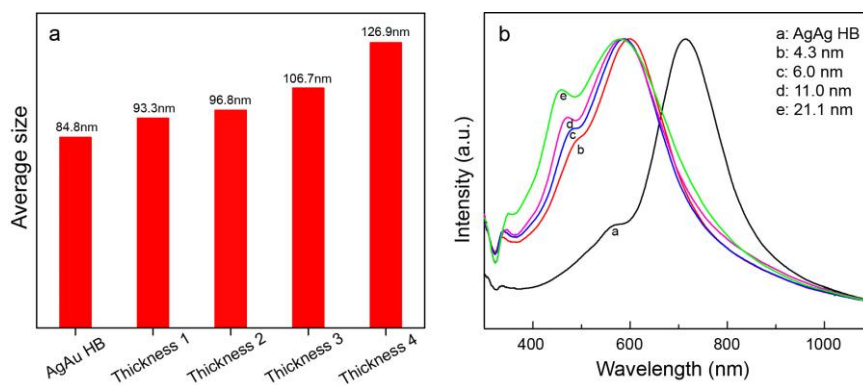 a
Average size
84.8nm
93.3nm
96.8nm
106.7nm
126.9nm
AgAu HB
Thickness 1
Thickness 2
Thickness 3
Thickness 4
b
a: AgAg HB
b: 4.3 nm
c: 6.0 nm
d: 11.0 nm
e: 21.1 nm
e
d
c
b
a
Intensity (a.u.)
400
600
800
1000
Wavelength (nm)